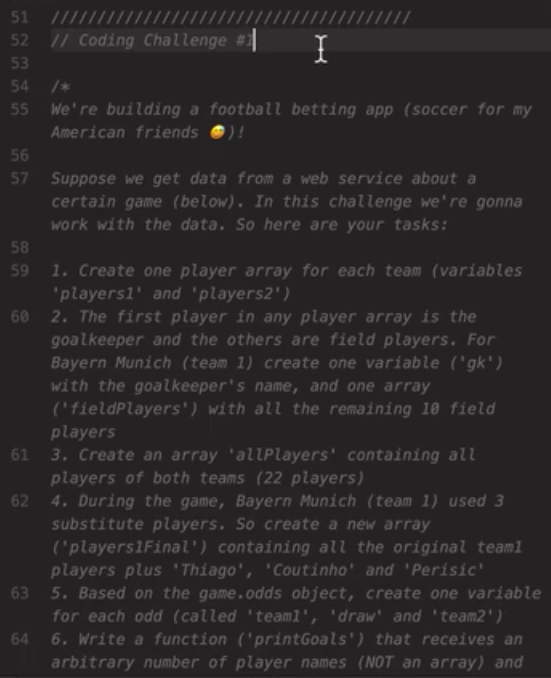 51 ////////////////////////////////////////
52 // Coding Challenge #1
53
54 /*
55 We're building a football betting app (soccer for my
American friends 😅)!
56
57 Suppose we get data from a web service about a
certain game (below). In this challenge we're gonna
work with the data. So here are your tasks:
58
59 1. Create one player array for each team (variables
'players1' and 'players2')
60 2. The first player in any player array is the
goalkeeper and the others are field players. For
Bayern Munich (team 1) create one variable ('gk')
with the goalkeeper's name, and one array
('fieldPlayers') with all the remaining 10 field
players
61 3. Create an array 'allPlayers' containing all
players of both teams (22 players)
62 4. During the game, Bayern Munich (team 1) used 3
substitute players. So create a new array
('players1Final') containing all the original team1
players plus 'Thiago', 'Coutinho' and 'Perisic'
63 5. Based on the game.odds object, create one variable
for each odd (called 'team1', 'draw' and 'team2')
64 6. Write a function ('printGoals') that receives an
arbitrary number of player names (NOT an array) and